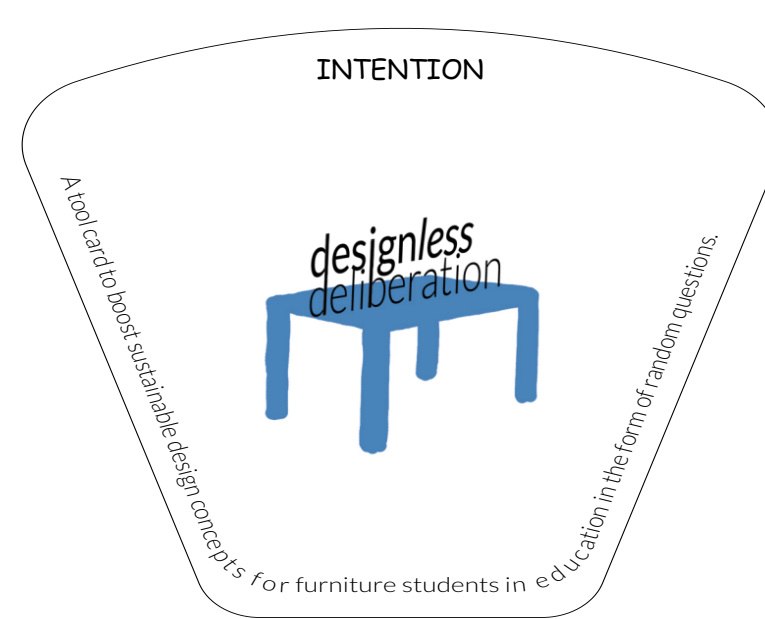 INTENTION
designless
deliberation
A tool card to boost sustainable design concepts for furniture students in education in the form of random questions.